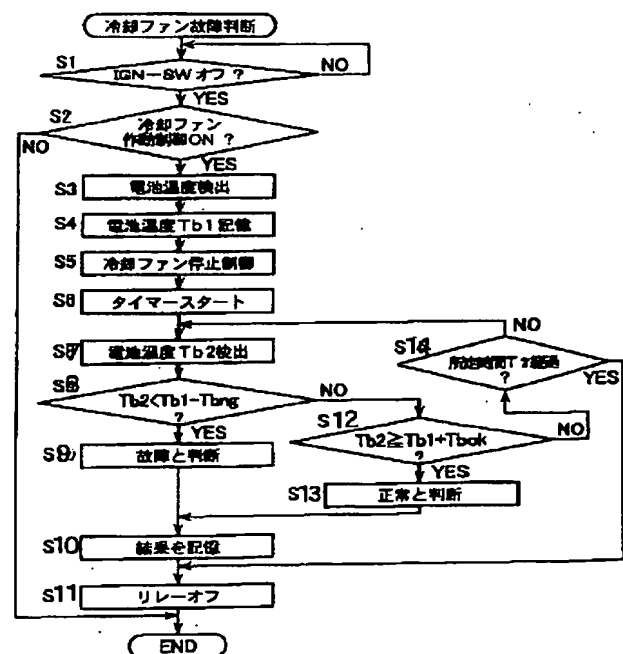 冷却ファン故障判断
S1
IGN-SWオフ ?
NO
YES
S2
冷却ファン
作動制御ON ?
NO
YES
S3
電池温度検出
S4
電池温度Tb1記憶
S5
冷却ファン停止制御
S6
タイマースタート
NO
S7
電池温度Tb2検出
S14
所定時間T2経過
?
YES
S8
Tb2<Tb1-Tbng
?
NO
YES
S12
Tb2≧Tb1+Tbok
?
NO
YES
S9
故障と判断
S13
正常と判断
S10
結果を記憶
S11
リレーオフ
END